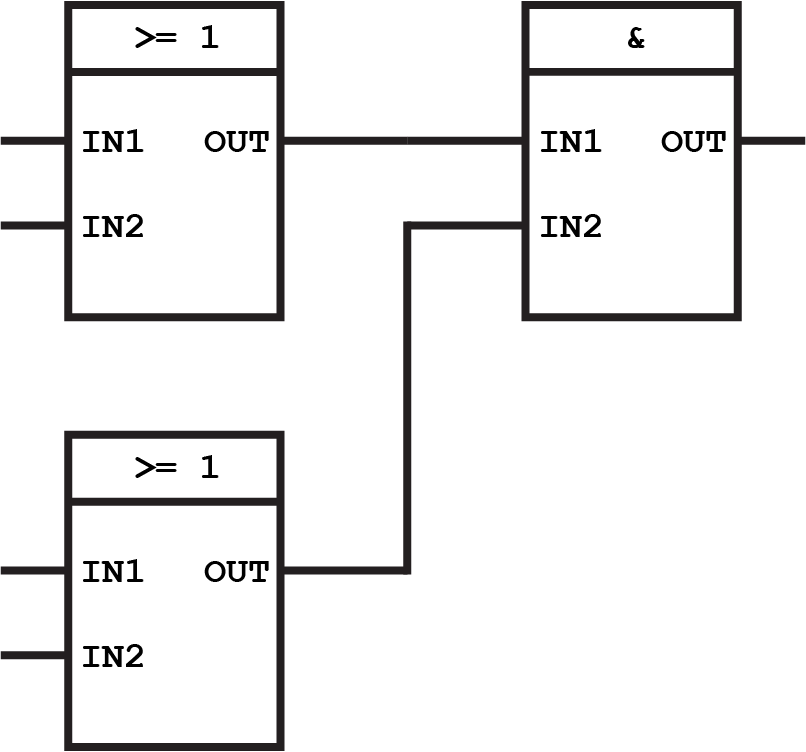 >= 1
IN1 OUT
IN2
&
IN1 OUT
IN2
>= 1
IN1 OUT
IN2